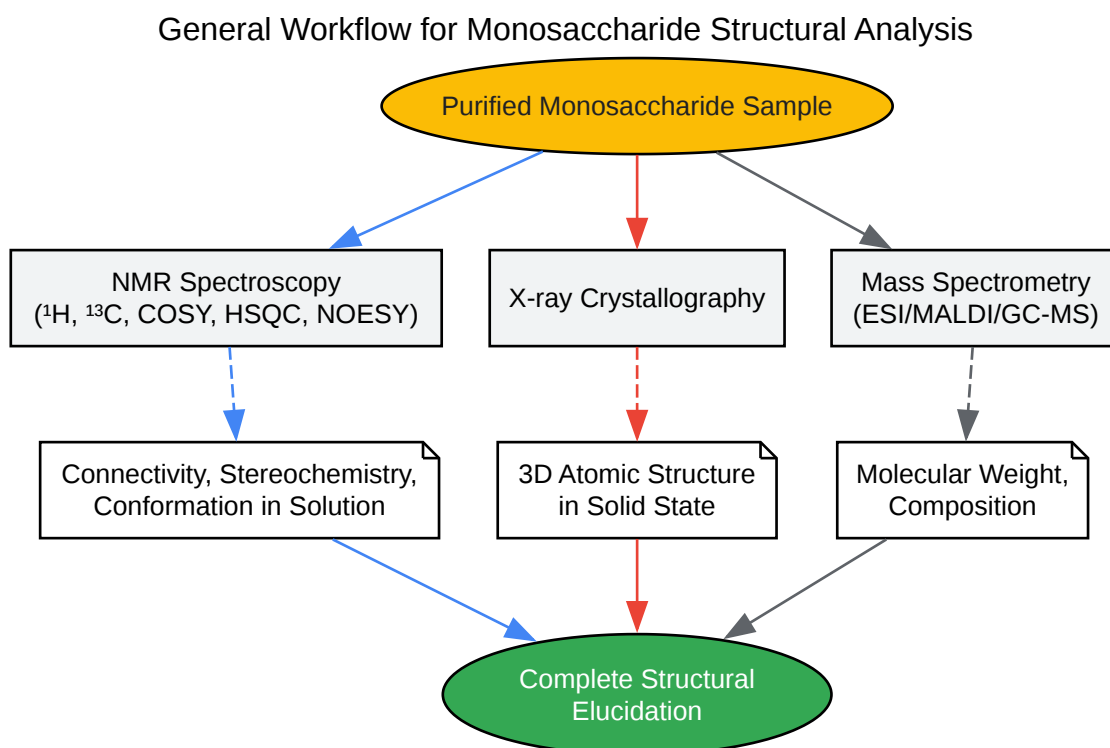 General Workflow for Monosaccharide Structural Analysis
Purified Monosaccharide Sample
NMR Spectroscopy
(¹H, ¹³C, COSY, HSQC, NOESY)
X-ray Crystallography
Mass Spectrometry
(ESI/MALDI/GC-MS)
Connectivity, Stereochemistry,
Conformation in Solution
3D Atomic Structure
in Solid State
Molecular Weight,
Composition
Complete Structural
Elucidation